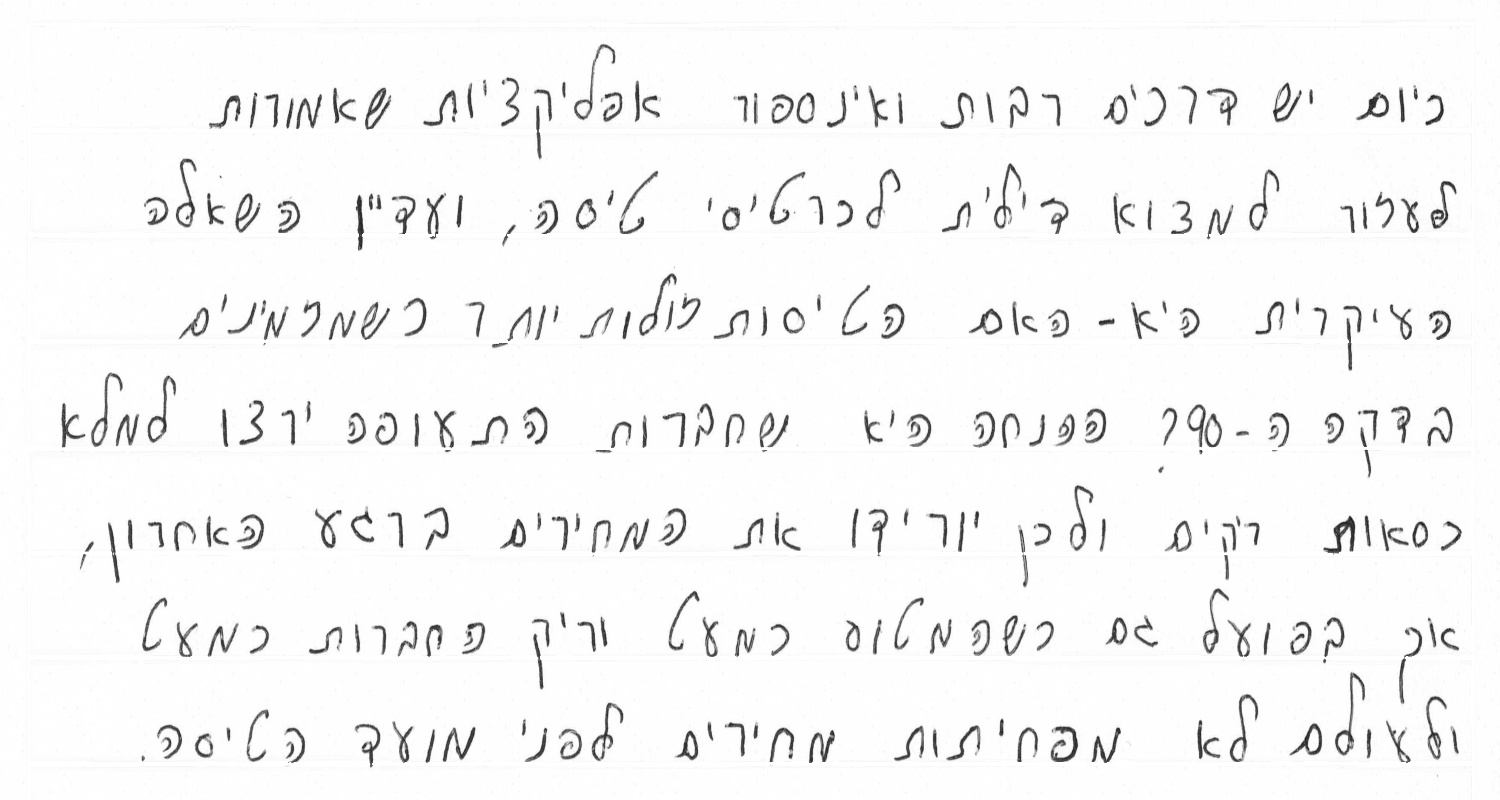 כיום יש דרכים רבות ואינספור אפליקציות שאמורות
לעזור למצוא דילית לכרטיסי טיסה, ועדיין השאלה
העיקרית היא - האם הטיסות זולות יותר כשמזמינים
בדקה ה-90? ההנחה היא שחברות התעופה ירצו למלא
כסאות רקים ולכן יורידו את המחירים ברגע האחרון,
אך בפועל גם כשהמטוס כמעט וריק החברות כמעט
ולעולם לא מפחיתות מחירים לפני מועד הטיסה.